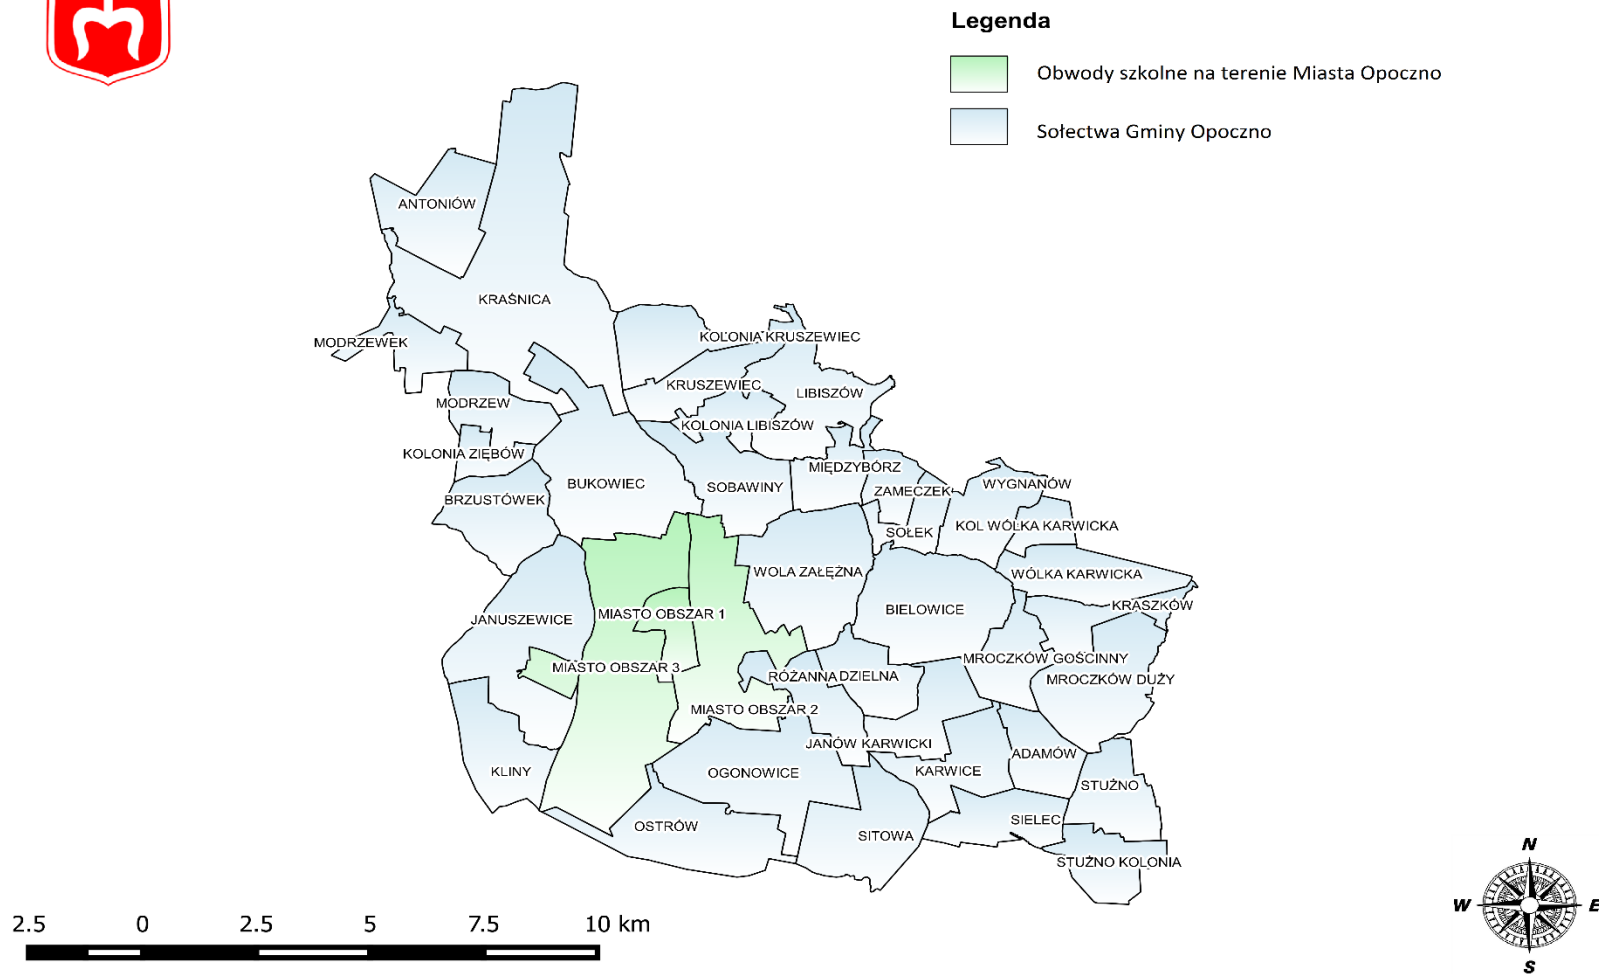 Legenda
Obwody szkolne na terenie Miasta Opoczno
Sołectwa Gminy Opoczno
ANTONIÓW
KRAŚNICA
KOLONIA KRUSZEWIEC
MODRZEWEK
KRUSZEWIEC
LIBISZÓW
MODRZEW
KOLONIA LIBISZÓW
KOLONIA ZIĘBÓW
MIĘDZYBÓRZ
BUKOWIEC
SOBAWINY
ZAMECZEK
WYGNANÓW
BRZUSTÓWEK
SOŁEK
KOL WÓLKA KARWICKA
WOLA ZAŁĘŻNA
WÓLKA KARWICKA
BIELOWICE
KRASZKÓW
JANUSZEWICE
MIASTO OBSZAR 1
MROCZKÓW GOŚCINNY
MIASTO OBSZAR 3
RÓŻANNA
DZIELNA
MROCZKÓW DUŻY
MIASTO OBSZAR 2
JANÓW KARWICKI
ADAMÓW
KLINY
OGONOWICE
KARWICE
STUŻNO
OSTRÓW
SITOWA
SIELEC
STUŻNO KOLONIA
N
W
E
S
2.5 0 2.5 5 7.5 10 km